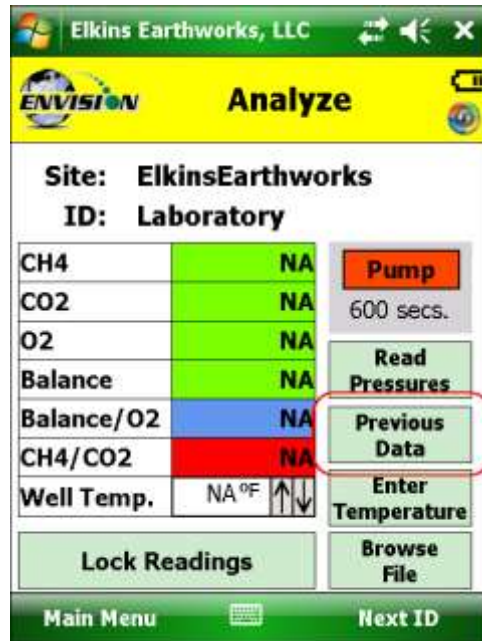 Elkins Earthworks, LLC
ENVISION
Analyze
Site: ElkinsEarthworks
ID: Laboratory
CH4 NA
CO2 NA
O2 NA
Balance NA
Balance/O2 NA
CH4/CO2 NA
Well Temp. NA ºF
Pump
600 secs.
Read
Pressures
Previous
Data
Enter
Temperature
Browse
File
Lock Readings
Main Menu
Next ID